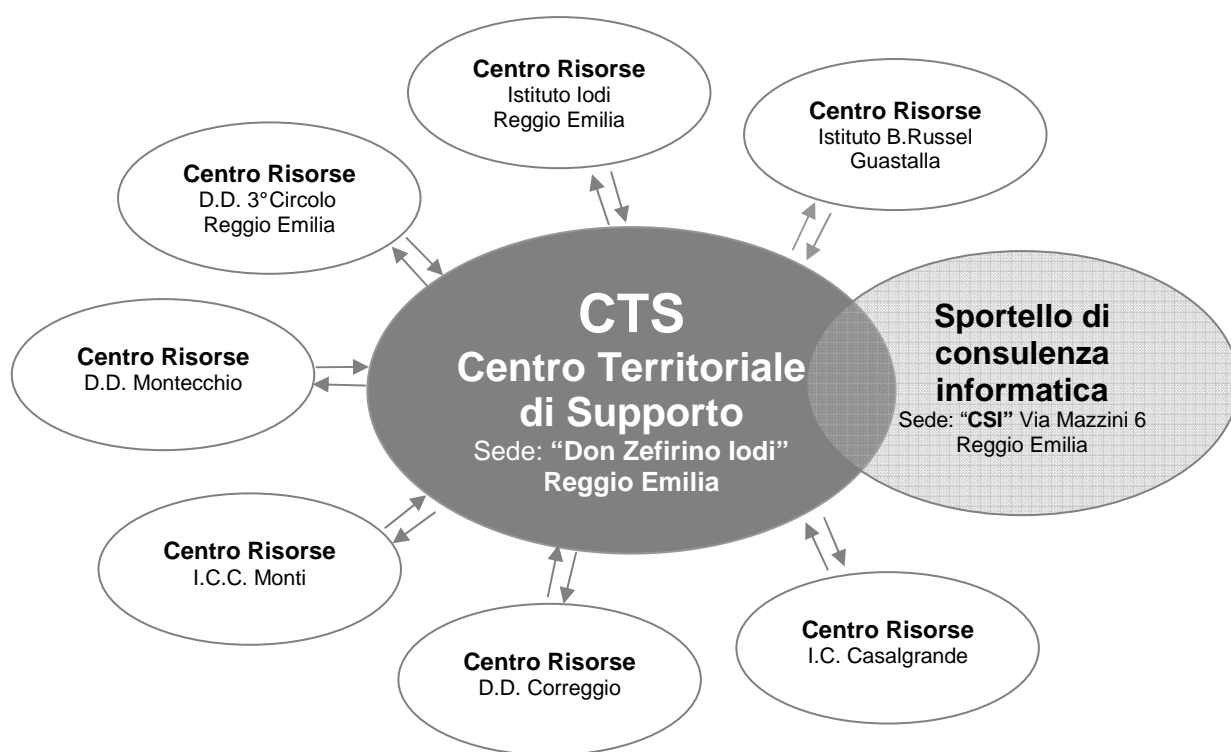 Centro Risorse
Istituto Iodi
Reggio Emilia
Centro Risorse
Istituto B.Russel
Guastalla
Centro Risorse
D.D. 3°Circolo
Reggio Emilia
CTS
Centro Territoriale
di Supporto
Sede: “Don Zefirino Iodi”
Reggio Emilia
Sportello di
consulenza
informatica
Sede: “CSI” Via Mazzini 6
Reggio Emilia
Centro Risorse
D.D. Montecchio
Centro Risorse
I.C.C. Monti
Centro Risorse
D.D. Correggio
Centro Risorse
I.C. Casalgrande